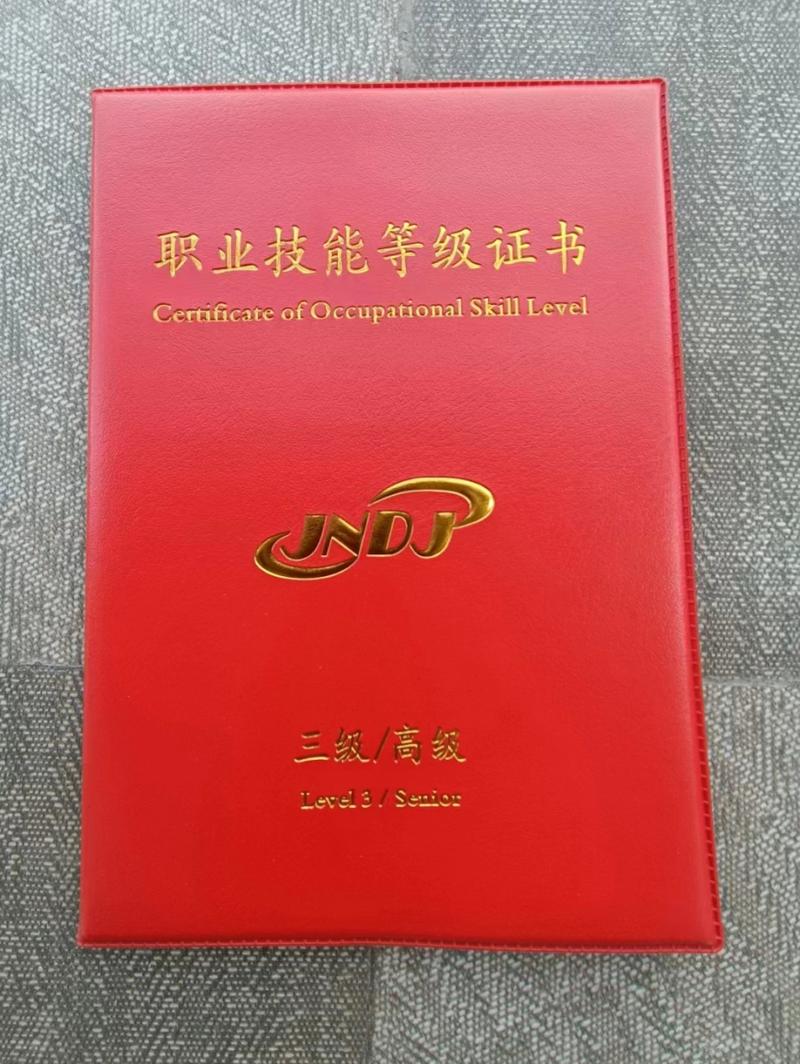 职业技能等级证书
Certificate of Occupational Skill Level
JNDJ
三级/高级
Level 3 / Senior